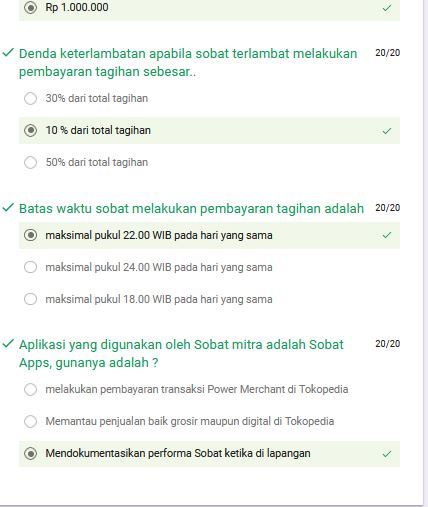 Rp 1.000.000
Denda keterlambatan apabila sobat terlambat melakukan 20/20
pembayaran tagihan sebesar..
30% dari total tagihan
10 % dari total tagihan
50% dari total tagihan
Batas waktu sobat melakukan pembayaran tagihan adalah 20/20
maksimal pukul 22.00 WIB pada hari yang sama
maksimal pukul 24.00 WIB pada hari yang sama
maksimal pukul 18.00 WIB pada hari yang sama
Aplikasi yang digunakan oleh Sobat mitra adalah Sobat 20/20
Apps, gunanya adalah ?
melakukan pembayaran transaksi Power Merchant di Tokopedia
Memantau penjualan baik grosir maupun digital di Tokopedia
Mendokumentasikan performa Sobat ketika di lapangan